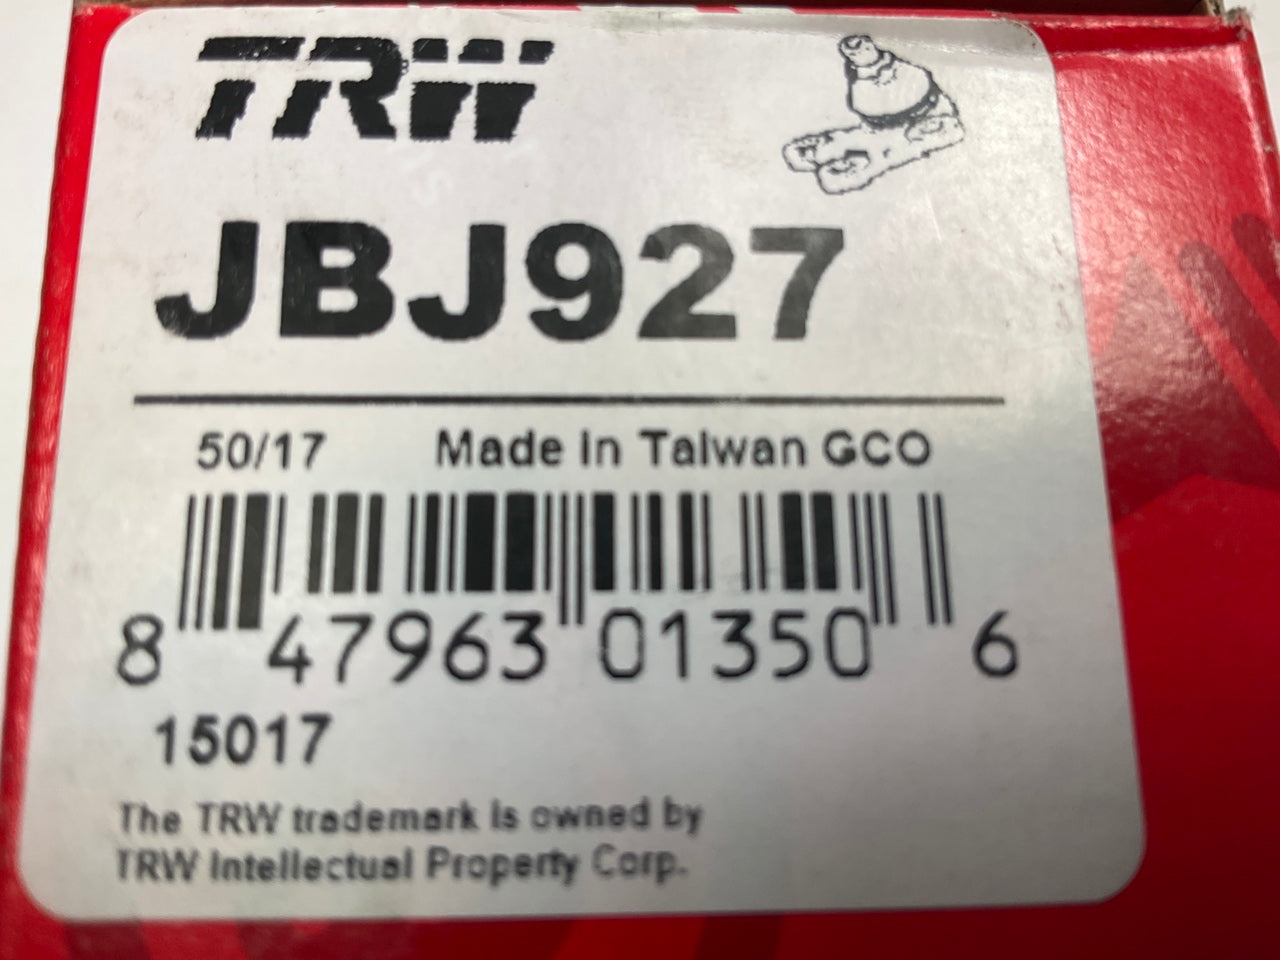 TRW
JBJ927
50/17 Made In Taiwan GCO
8 47963 01350 6
15017
The TRW trademark is owned by
TRW Intellectual Property Corp.